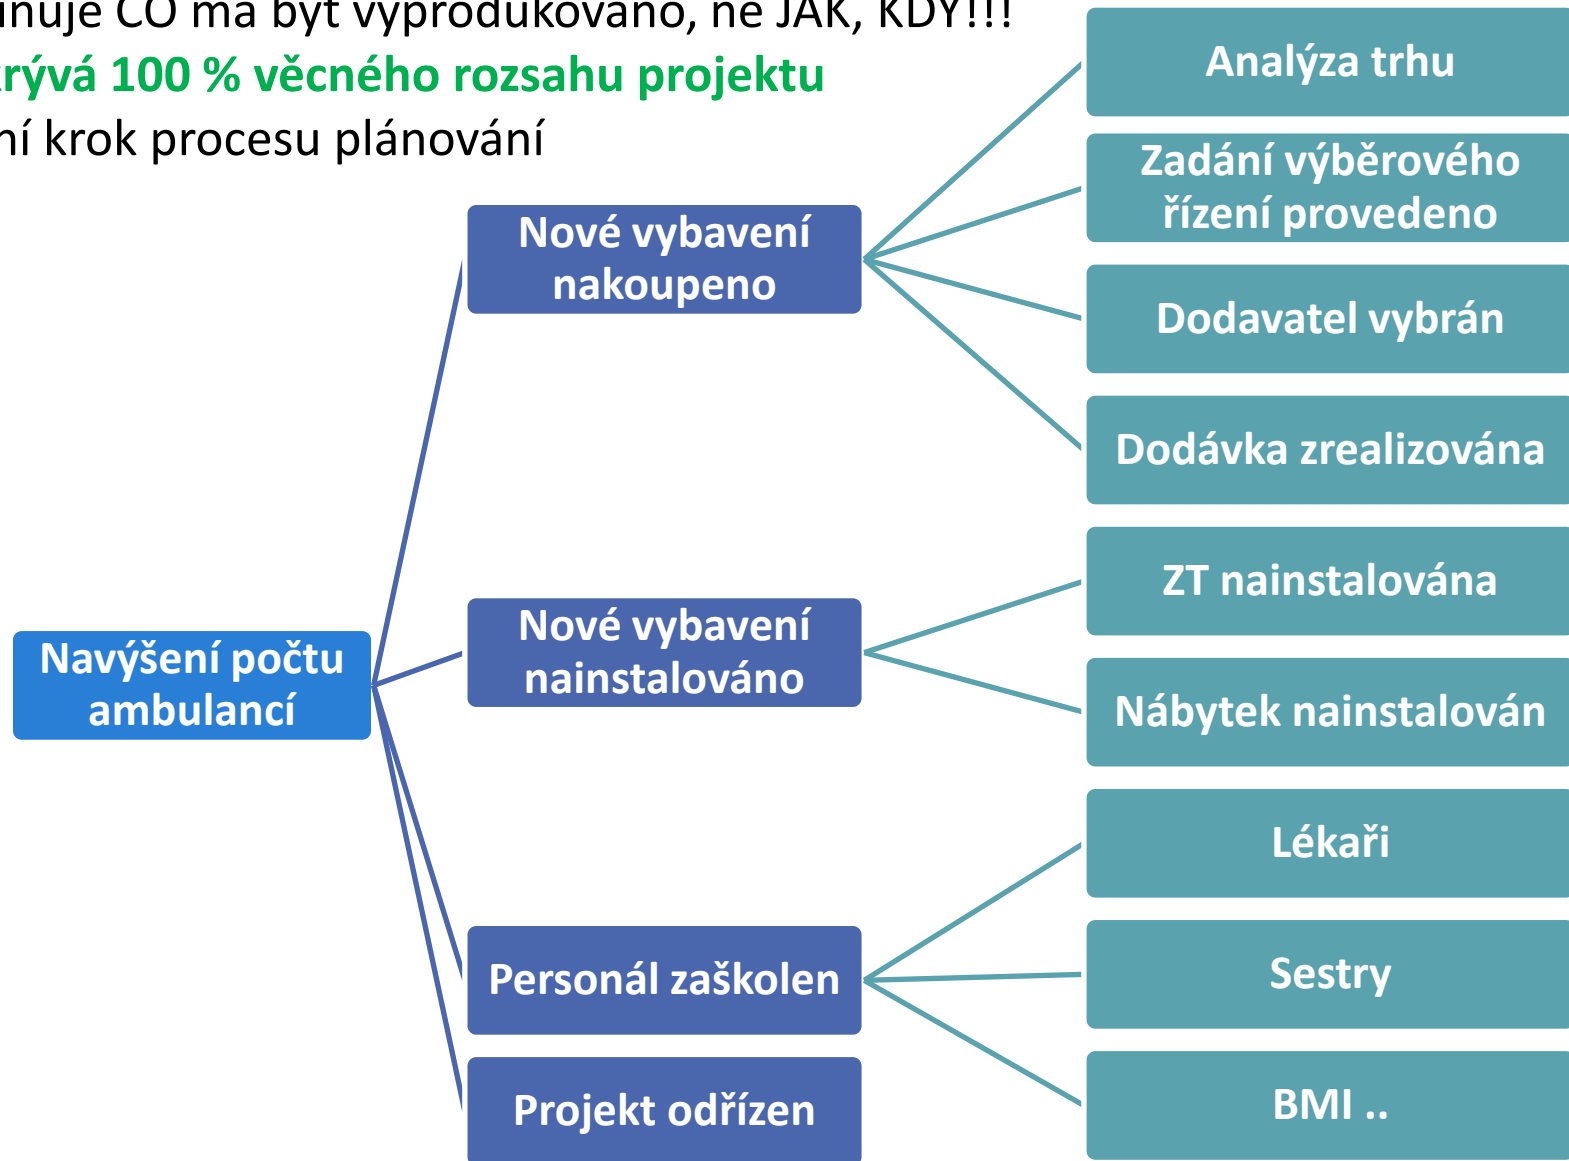 inuje CO má být vyprodukováno, ne JAK, KDY!!!
krývá 100 % věcného rozsahu projektu
ní krok procesu plánování
Navýšení počtu
ambulancí
Nové vybavení
nakoupeno
Analýza trhu
Zadání výběrového
řízení provedeno
Dodavatel vybrán
Dodávka zrealizována
Nové vybavení
nainstalováno
ZT nainstalována
Nábytek nainstalován
Personál zaškolen
Lékaři
Sestry
BMI ..
Projekt odřízen